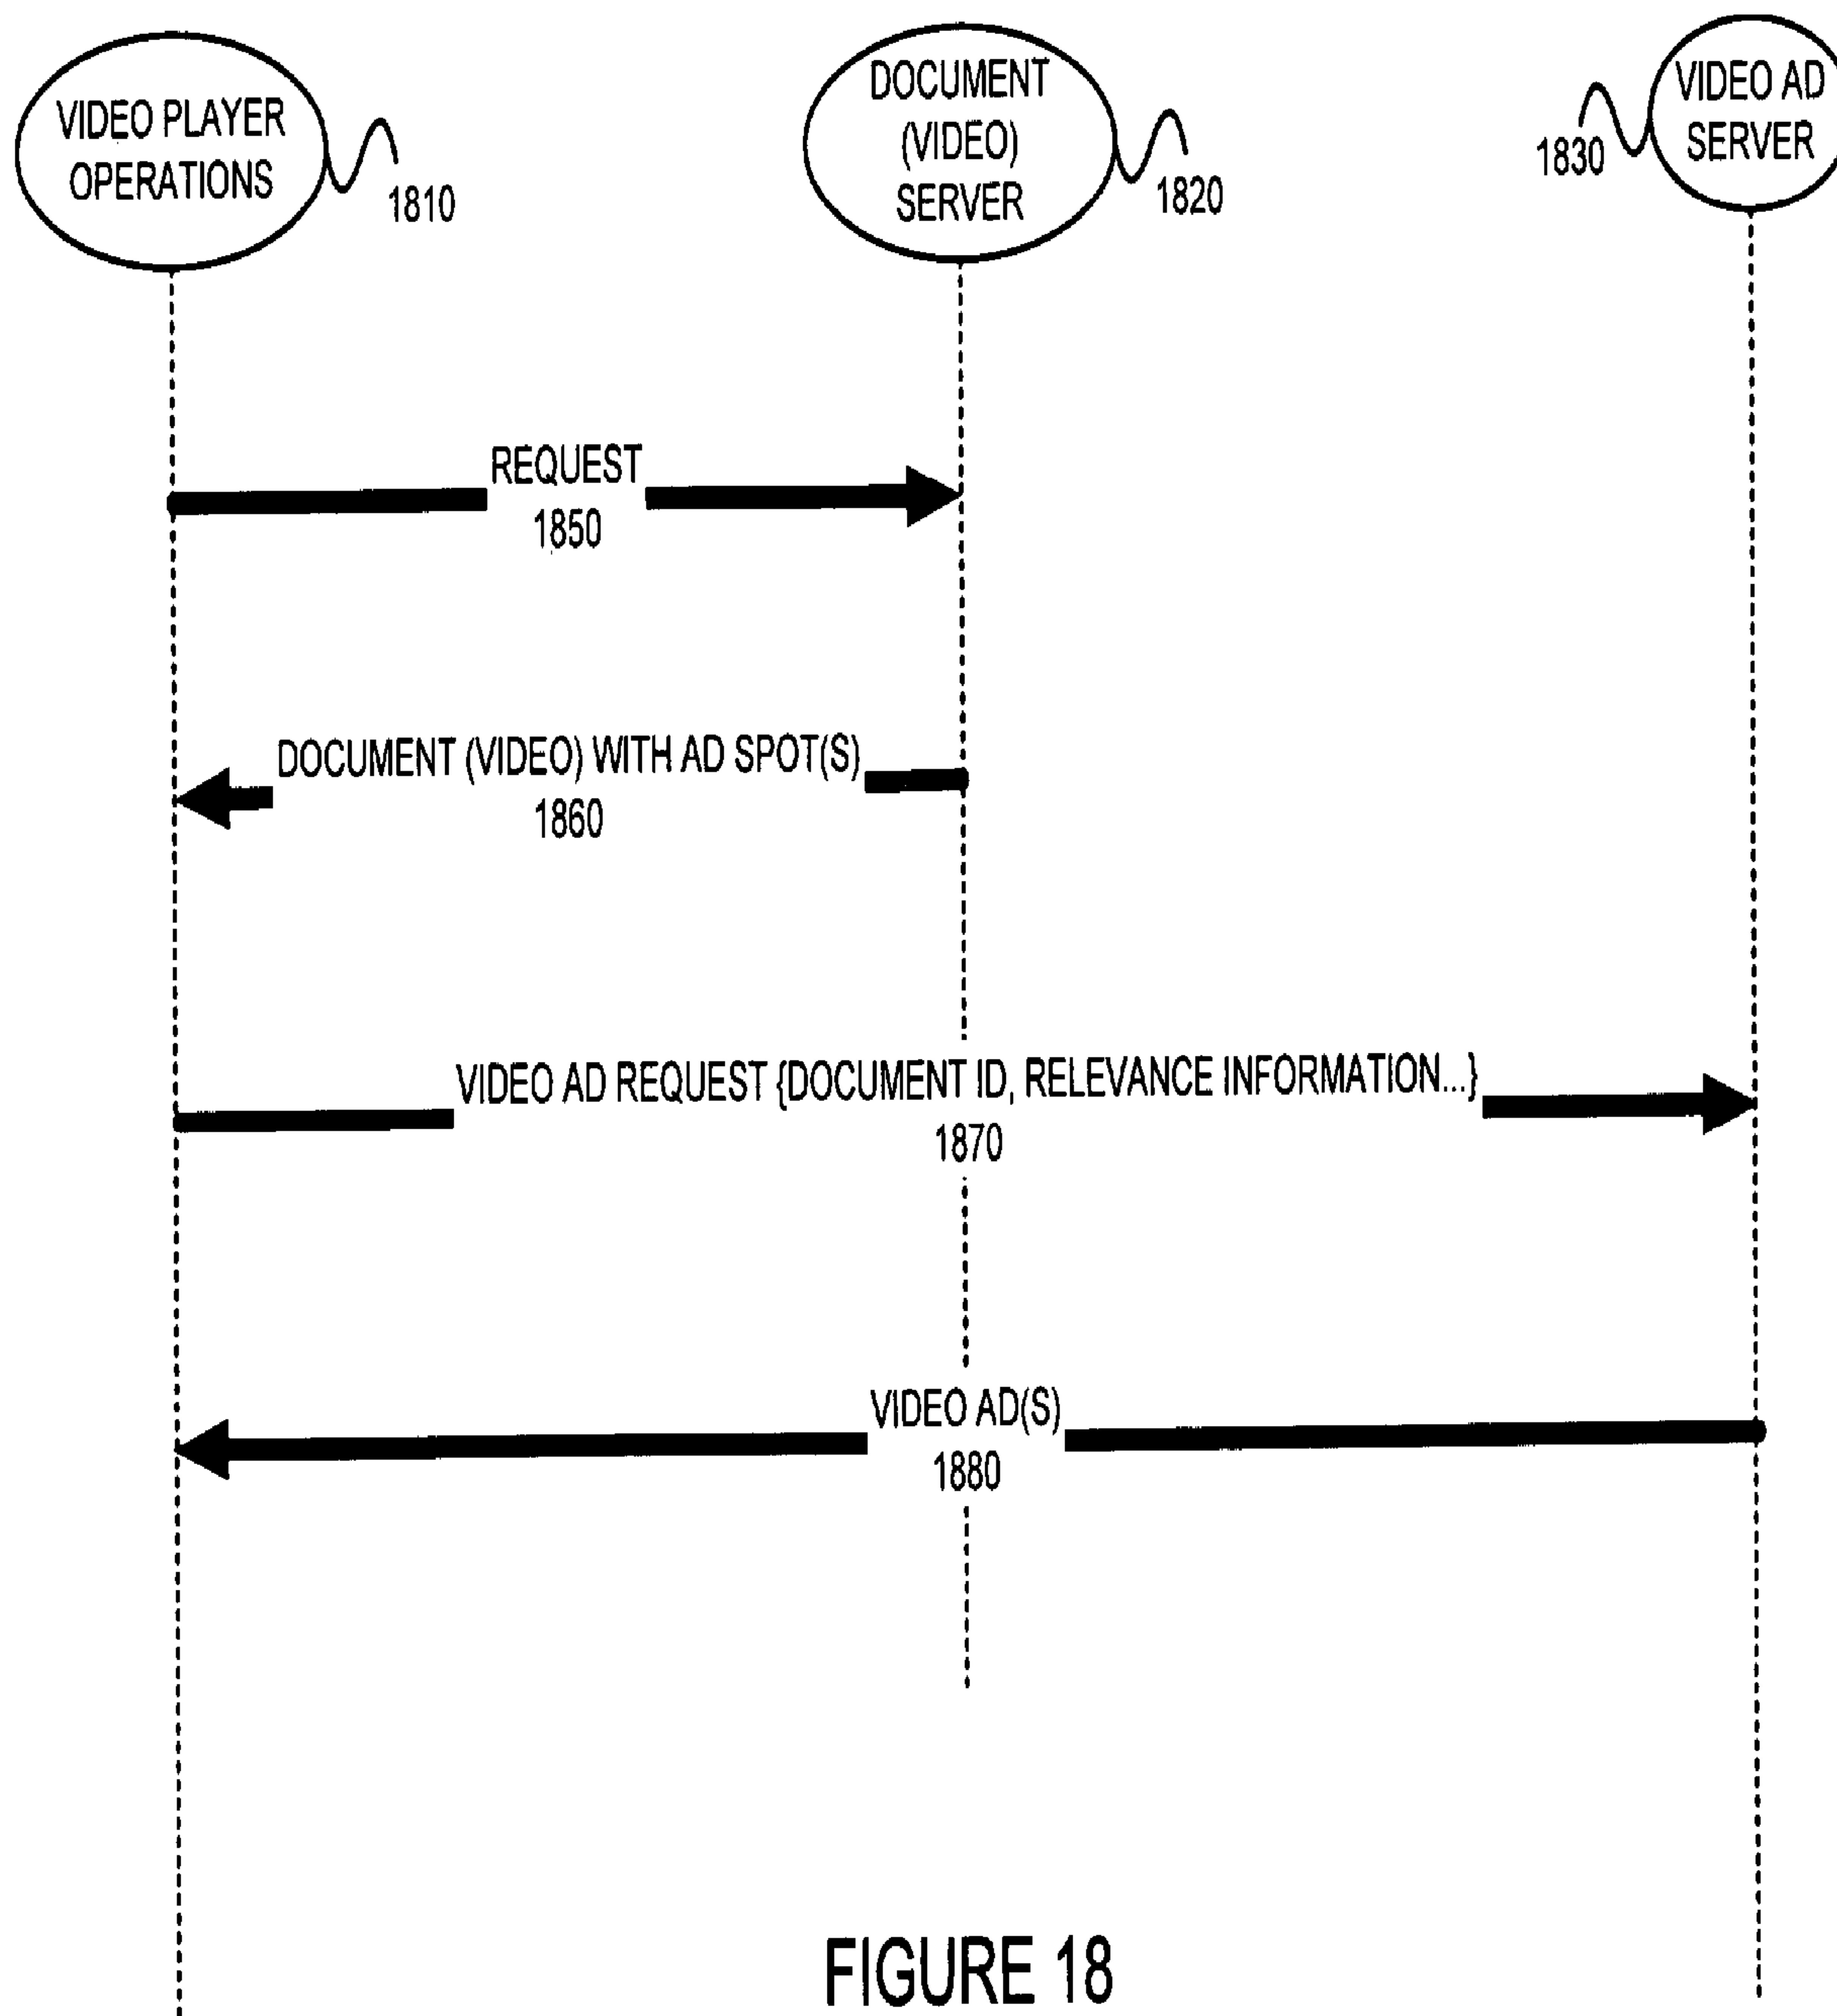 VIDEO PLAYER
OPERATIONS
1810
DOCUMENT
(VIDEO)
SERVER
1820
1830
VIDEO AD
SERVER
REQUEST
1850
DOCUMENT (VIDEO) WITH AD SPOT(S)
1860
VIDEO AD REQUEST {DOCUMENT ID, RELEVANCE INFORMATION...}
1870
VIDEO AD(S)
1880
FIGURE 18